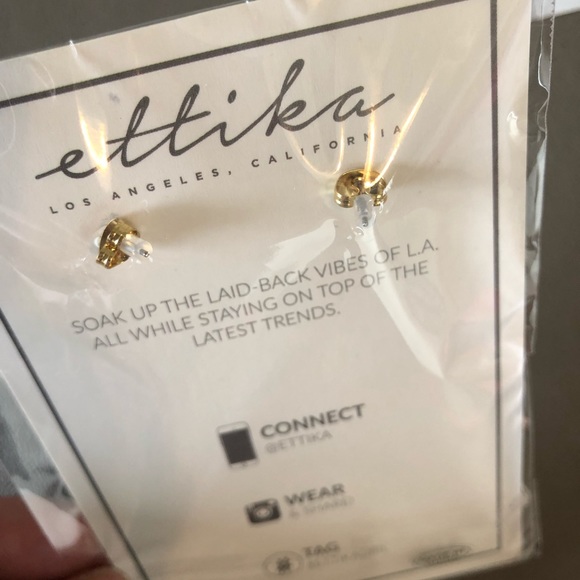 ettika
LOS ANGELES, CALIFORNIA
SOAK UP THE LAID-BACK VIBES OF L.A.
ALL WHILE STAYING ON TOP OF THE
LATEST TRENDS.
CONNECT
@ETTIKA
WEAR
TAG